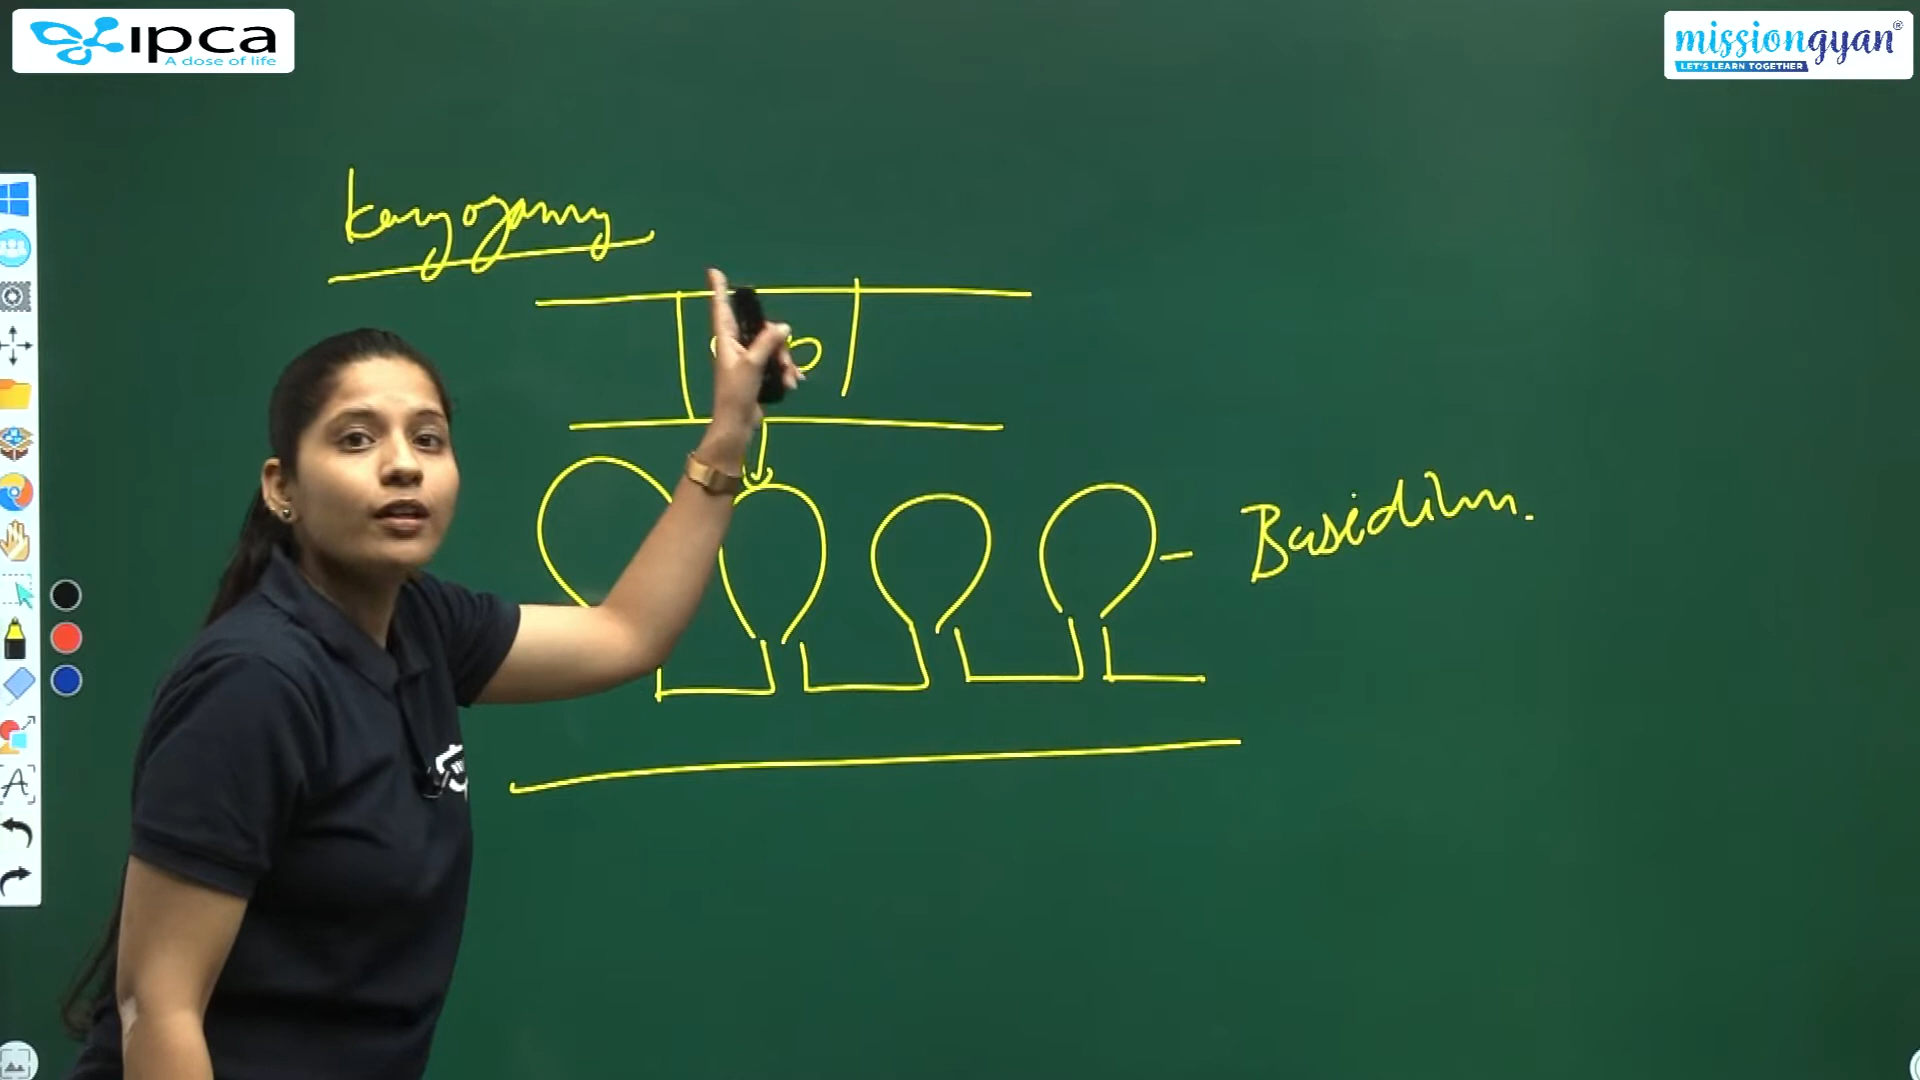 ipca
A dose of life
missiongyan®
LET'S LEARN TOGETHER
karyogamy
Basidium.
A